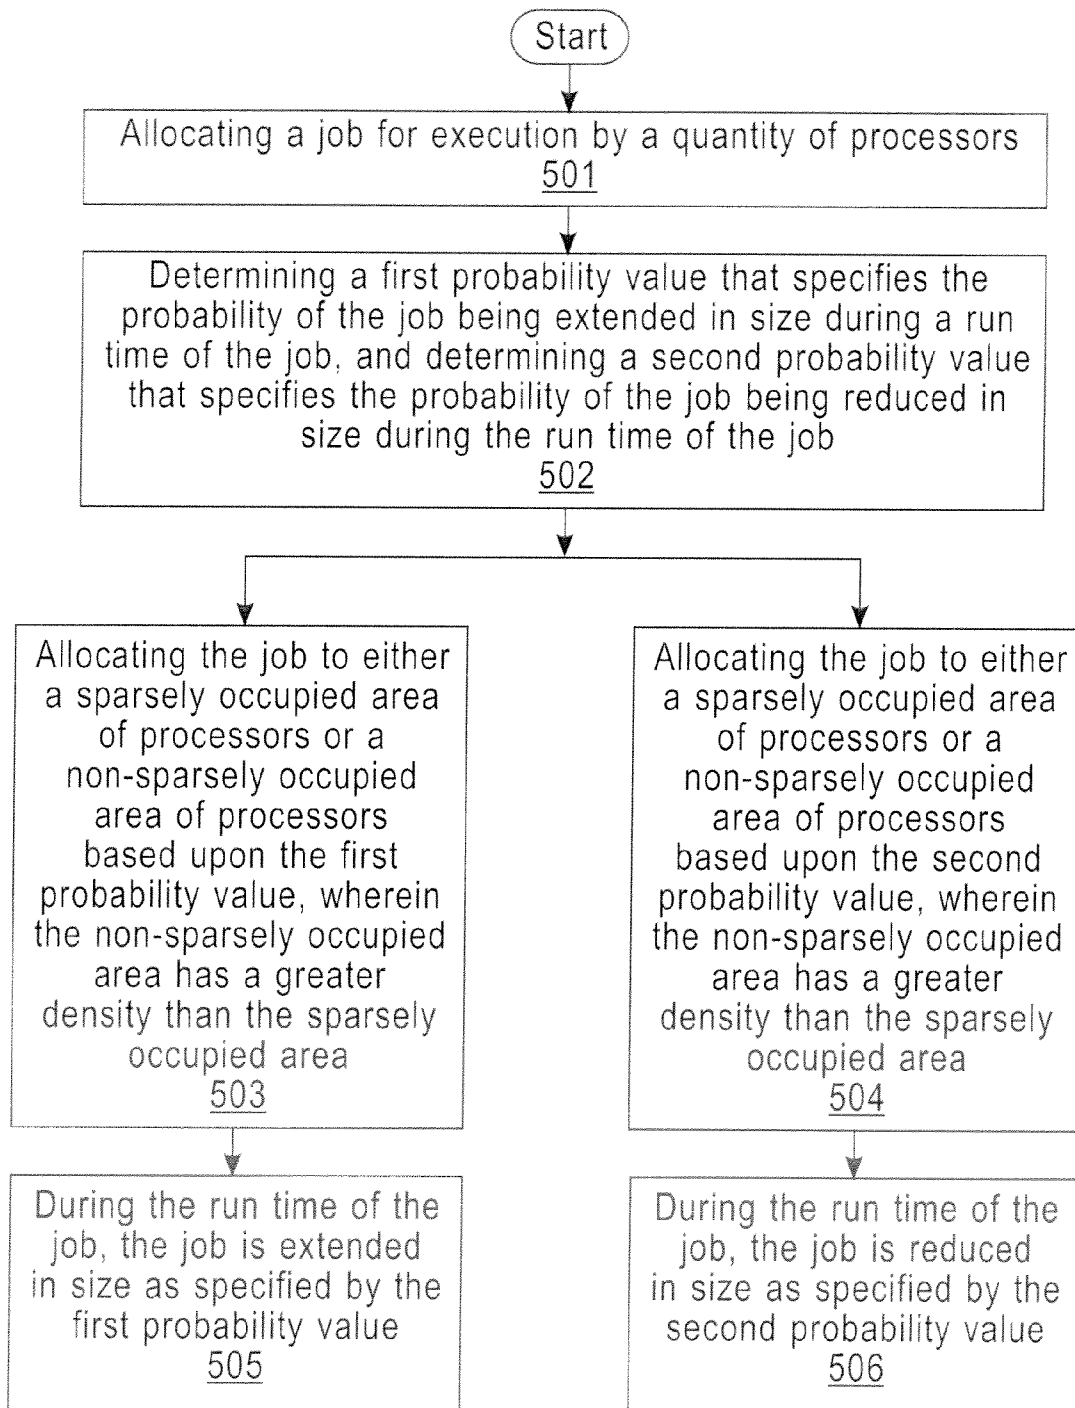 Start
Allocating a job for execution by a quantity of processors
501
Determining a first probability value that specifies the
probability of the job being extended in size during a run
time of the job, and determining a second probability value
that specifies the probability of the job being reduced in
size during the run time of the job
502
Allocating the job to either
a sparsely occupied area
of processors or a
non-sparsely occupied
area of processors
based upon the first
probability value, wherein
the non-sparsely occupied
area has a greater
density than the sparsely
occupied area
503
Allocating the job to either
a sparsely occupied area
of processors or a
non-sparsely occupied
area of processors
based upon the second
probability value, wherein
the non-sparsely occupied
area has a greater
density than the sparsely
occupied area
504
During the run time of the
job, the job is extended
in size as specified by the
first probability value
505
During the run time of the
job, the job is reduced
in size as specified by the
second probability value
506